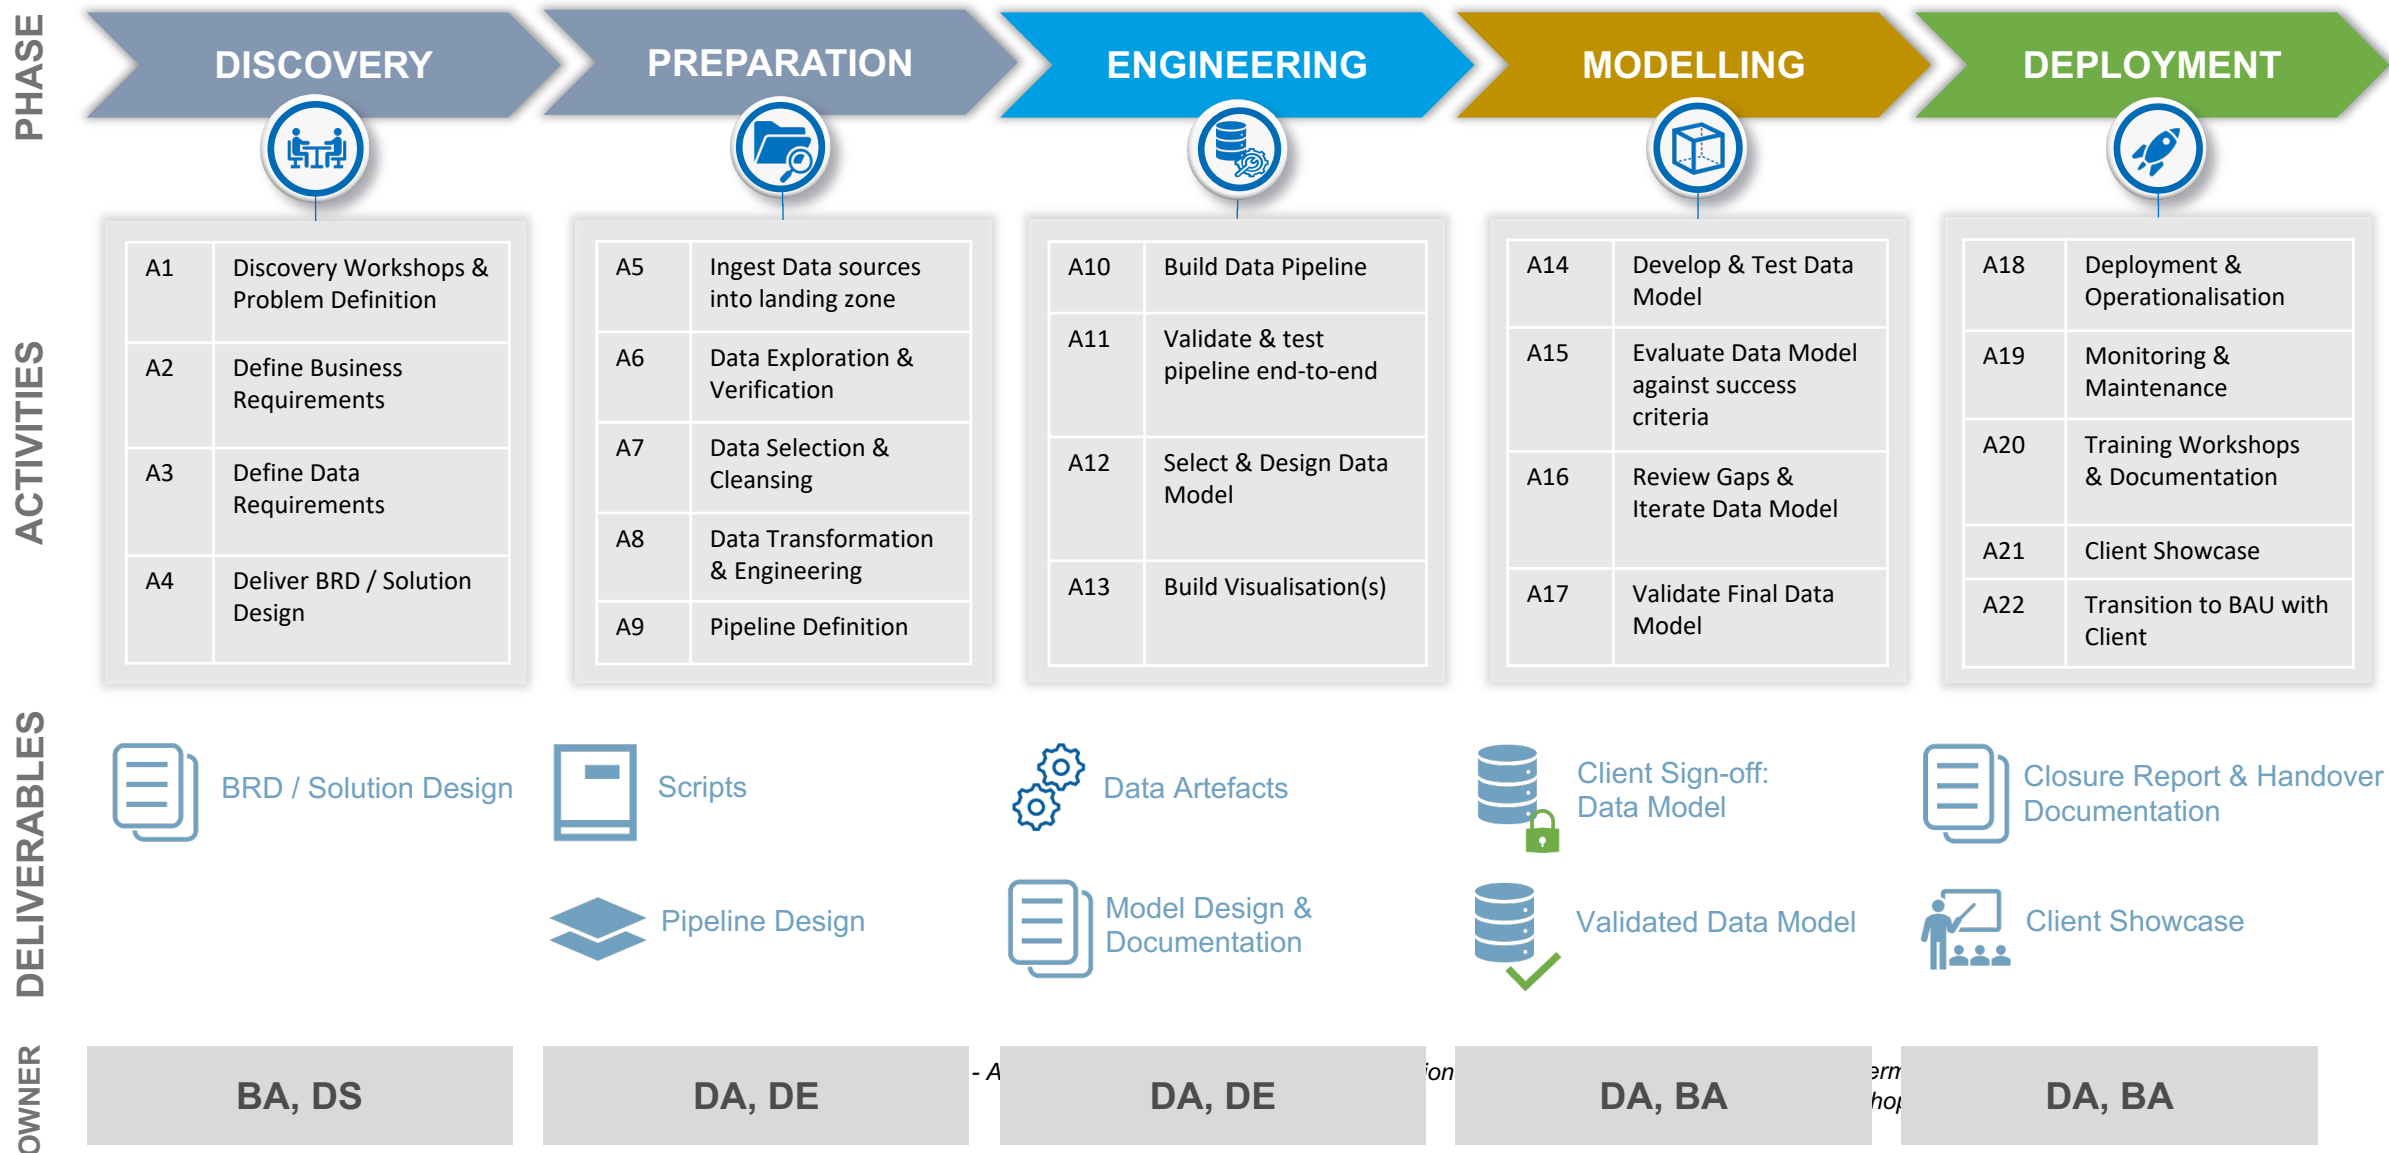 PHASE
DISCOVERY
PREPARATION
ENGINEERING
MODELLING
DEPLOYMENT
ACTIVITIES
A1
Discovery Workshops &
Problem Definition
A2
Define Business
Requirements
A3
Define Data
Requirements
A4
Deliver BRD / Solution
Design
A5
Ingest Data sources
into landing zone
A6
Data Exploration &
Verification
A7
Data Selection &
Cleansing
A8
Data Transformation
& Engineering
A9
Pipeline Definition
A10
Build Data Pipeline
A11
Validate & test
pipeline end-to-end
A12
Select & Design Data
Model
A13
Build Visualisation(s)
A14
Develop & Test Data
Model
A15
Evaluate Data Model
against success
criteria
A16
Review Gaps &
Iterate Data Model
A17
Validate Final Data
Model
A18
Deployment &
Operationalisation
A19
Monitoring &
Maintenance
A20
Training Workshops
& Documentation
A21
Client Showcase
A22
Transition to BAU with
Client
DELIVERABLES
BRD / Solution Design
Scripts
Pipeline Design
Data Artefacts
Model Design &
Documentation
Client Sign-off:
Data Model
Validated Data Model
Closure Report & Handover
Documentation
Client Showcase
OWNER
BA, DS
DA, DE
DA, DE
DA, BA
DA, BA